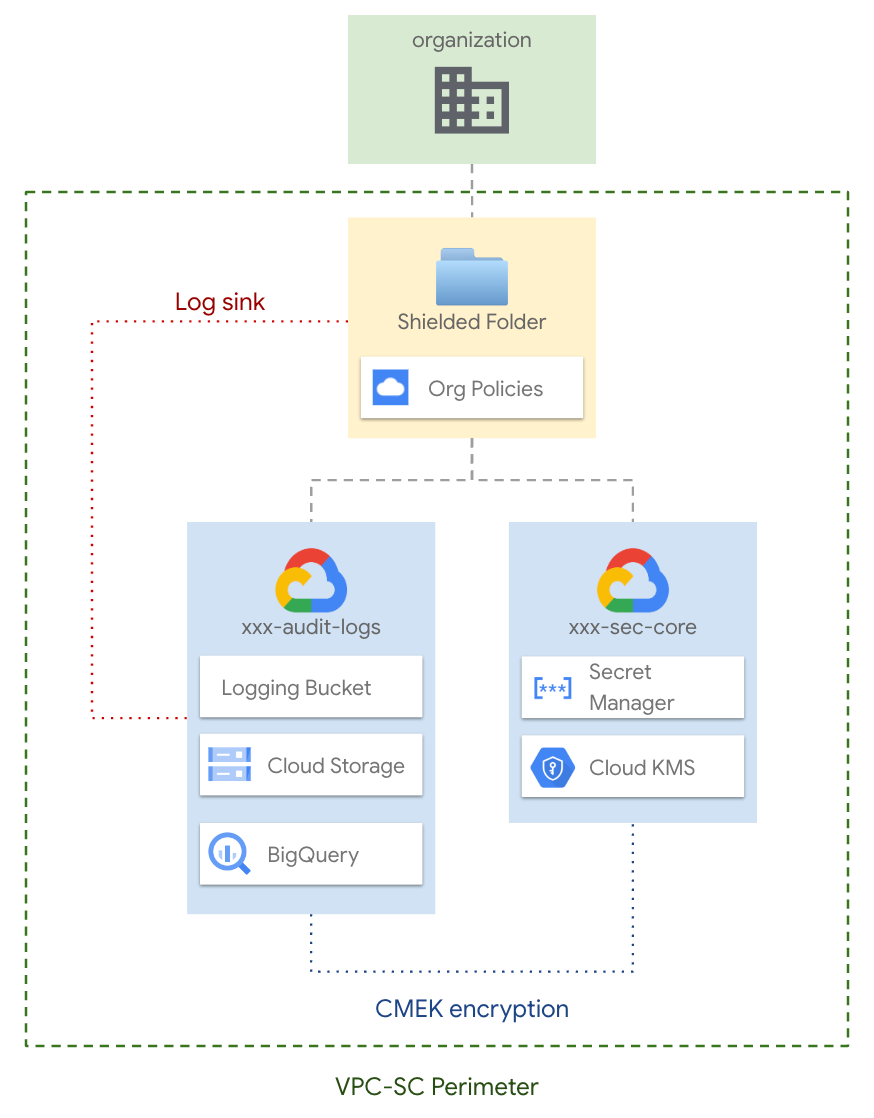 organization
Log sink
Shielded Folder
Org Policies
xxx-audit-logs
Logging Bucket
Cloud Storage
BigQuery
xxx-sec-core
[***]
Secret
Manager
Cloud KMS
CMEK encryption
VPC-SC Perimeter